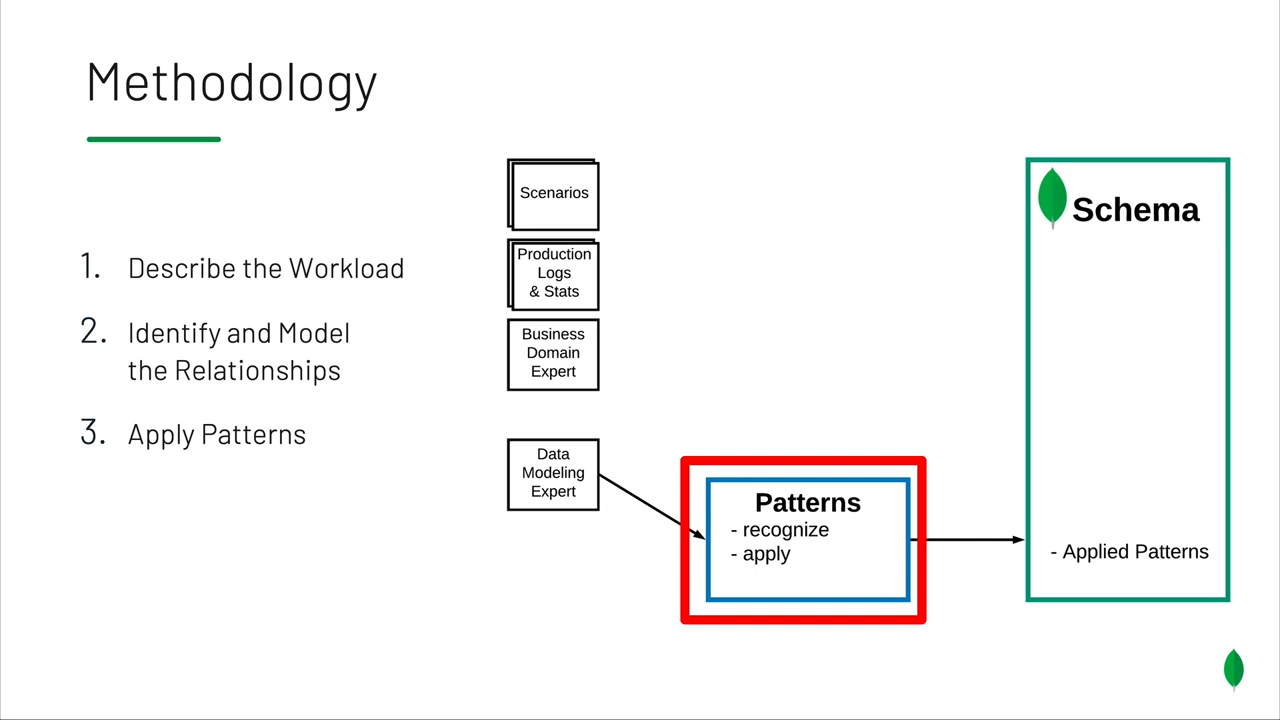 Methodology
1. Describe the Workload
2. Identify and Model
the Relationships
3. Apply Patterns
Scenarios
Production
Logs
& Stats
Business
Domain
Expert
Data
Modeling
Expert
Patterns
- recognize
- apply
Schema
- Applied Patterns